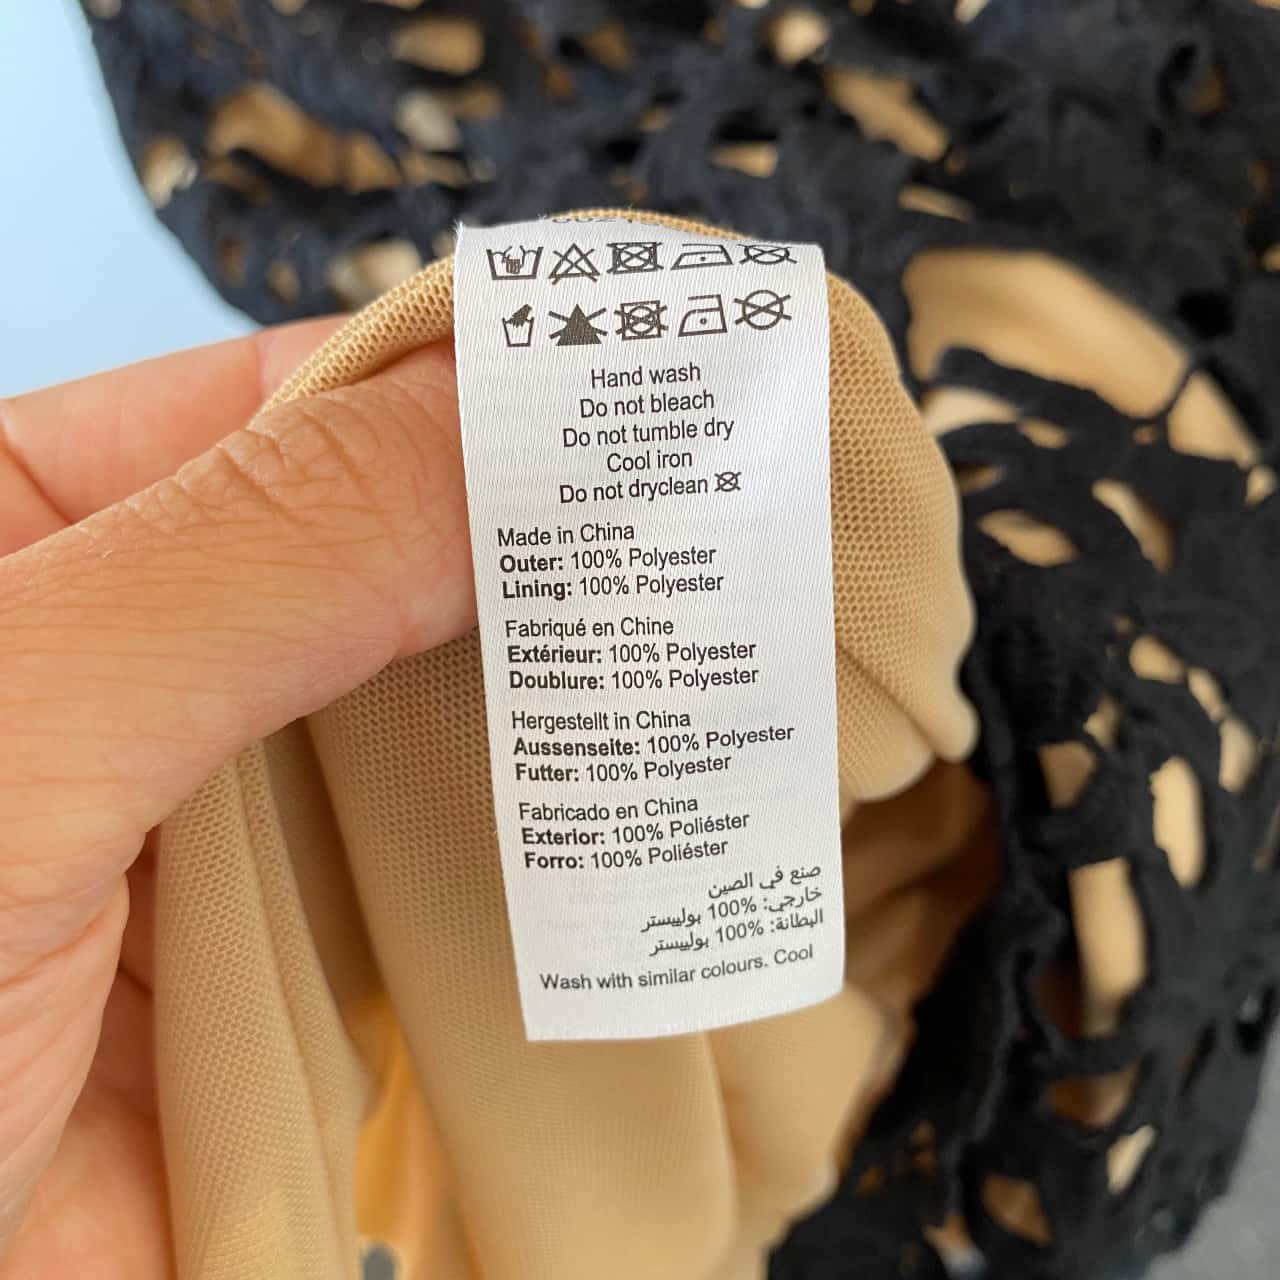 Hand wash
Do not bleach
Do not tumble dry
Cool iron
Do not dryclean
Made in China
Outer: 100% Polyester
Lining: 100% Polyester
Fabriqué en Chine
Extérieur: 100% Polyester
Doublure: 100% Polyester
Hergestellt in China
Aussenseite: 100% Polyester
Futter: 100% Polyester
Fabricado en China
Exterior: 100% Poliéster
Forro: 100% Poliéster
صنع في الصين
خارجي: %100 بوليستر
البطانة: %100 بوليستر
Wash with similar colours. Cool